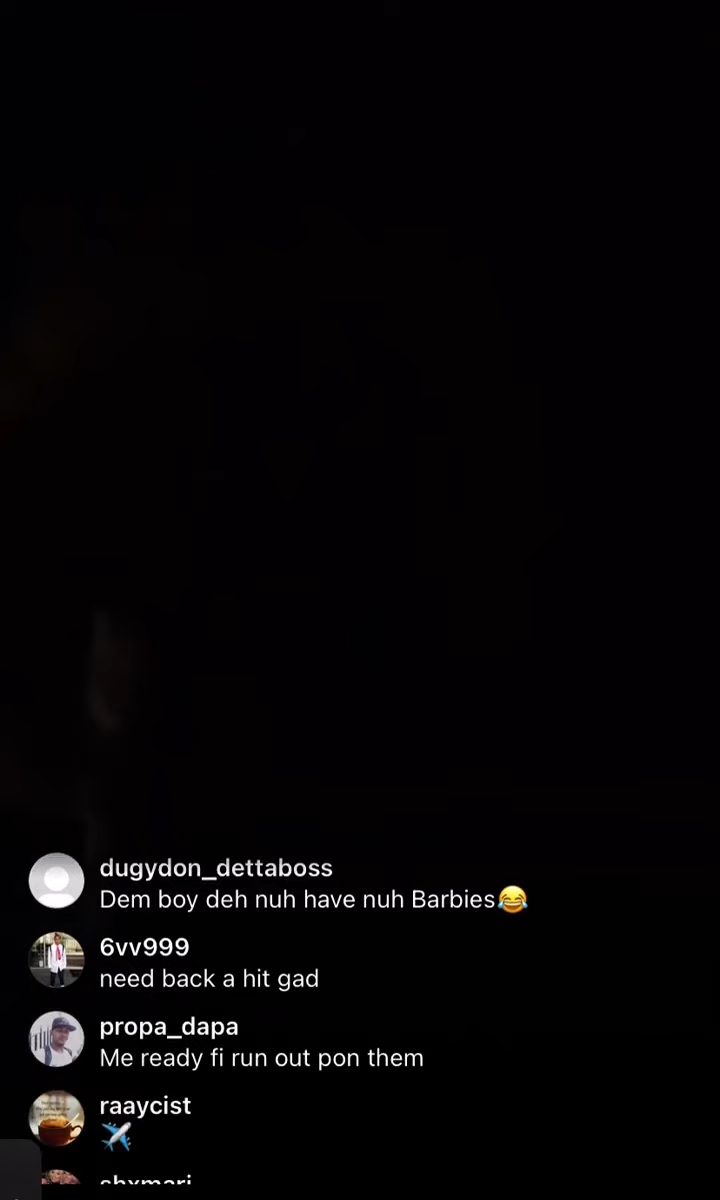 dugydon_dettaboss
Dem boy deh nuh have nuh Barbies😂
6vv999
need back a hit gad
propa_dapa
Me ready fi run out pon them
raaycist
✈️